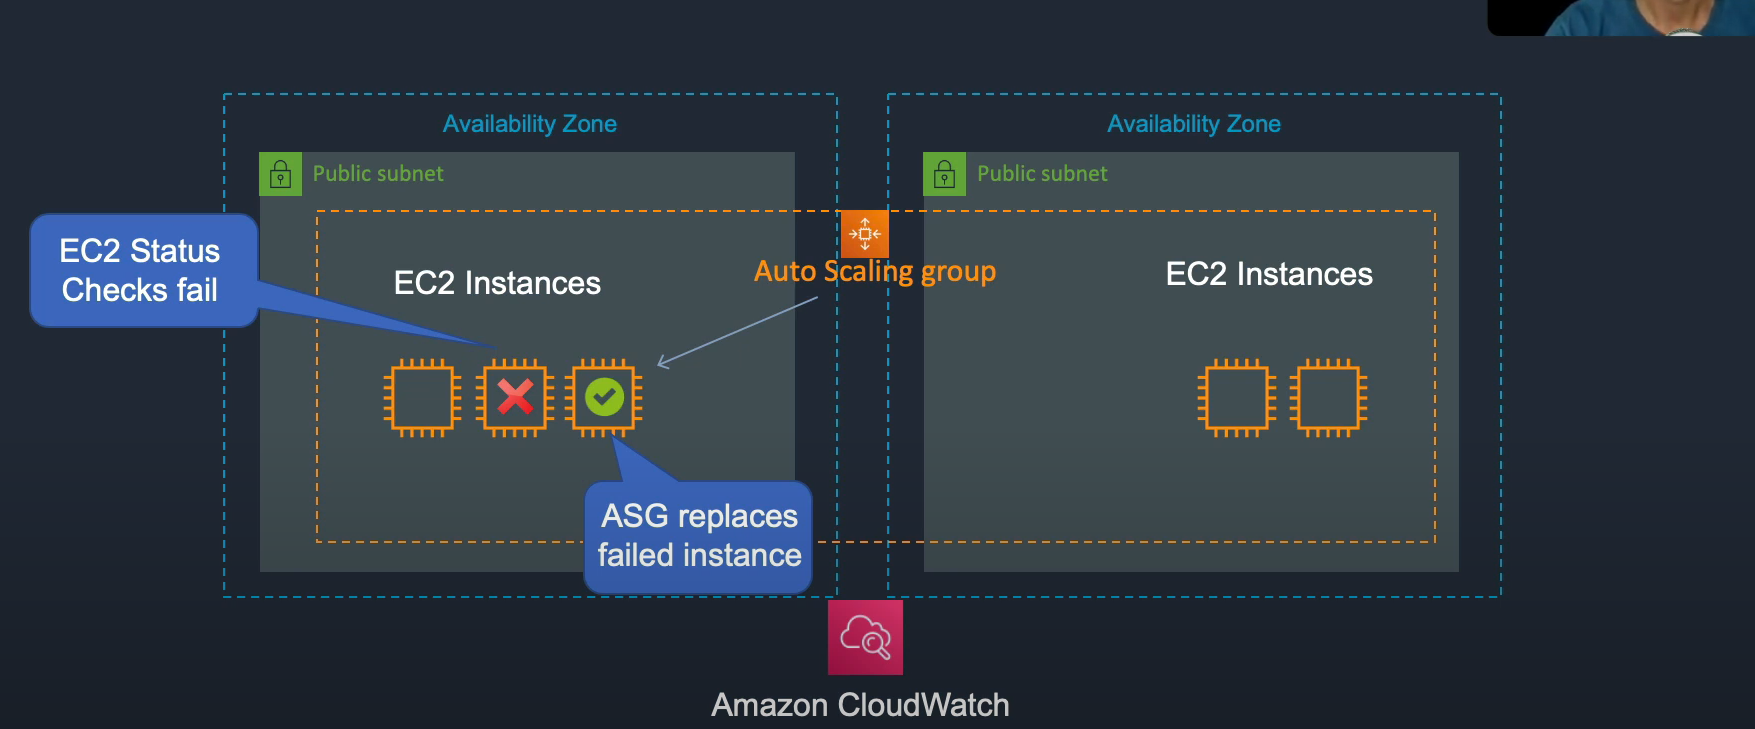 Availability Zone
Availability Zone
Public subnet
Public subnet
EC2 Status
Checks fail
EC2 Instances
Auto Scaling group
EC2 Instances
ASG replaces
failed instance
Amazon CloudWatch